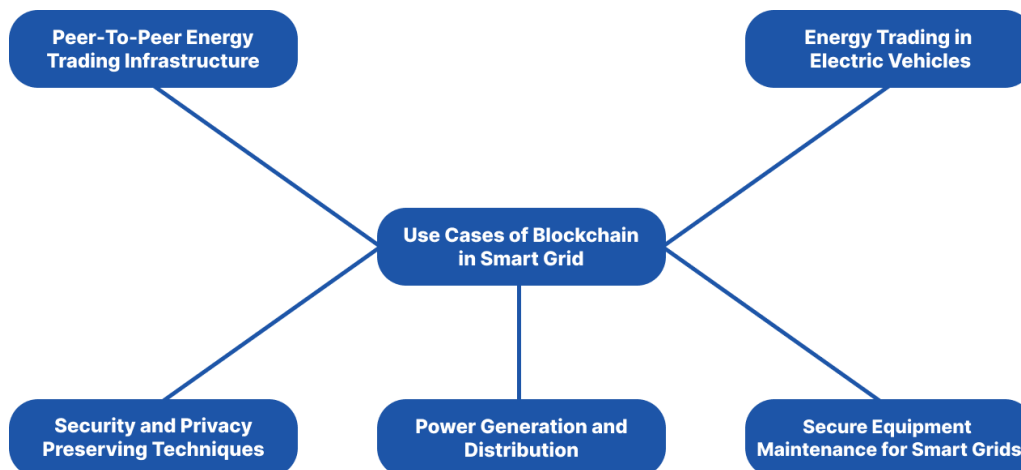 Peer-To-Peer Energy
Trading Infrastructure
Energy Trading in
Electric Vehicles
Use Cases of Blockchain
in Smart Grid
Security and Privacy
Preserving Techniques
Power Generation and
Distribution
Secure Equipment
Maintenance for Smart Grids